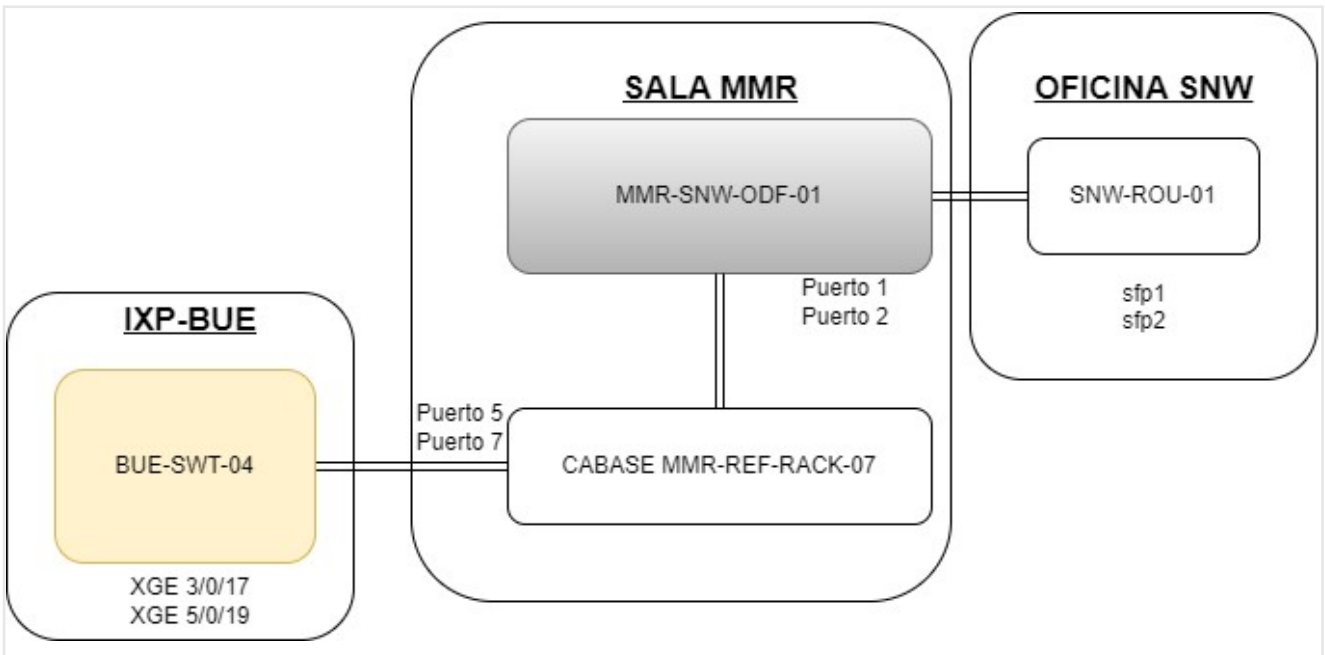 SALA MMR
OFICINA SNW
MMR-SNW-ODF-01
SNW-ROU-01
Puerto 1
Puerto 2
sfp1
sfp2
IXP-BUE
Puerto 5
Puerto 7
BUE-SWT-04
CABASE MMR-REF-RACK-07
XGE 3/0/17
XGE 5/0/19